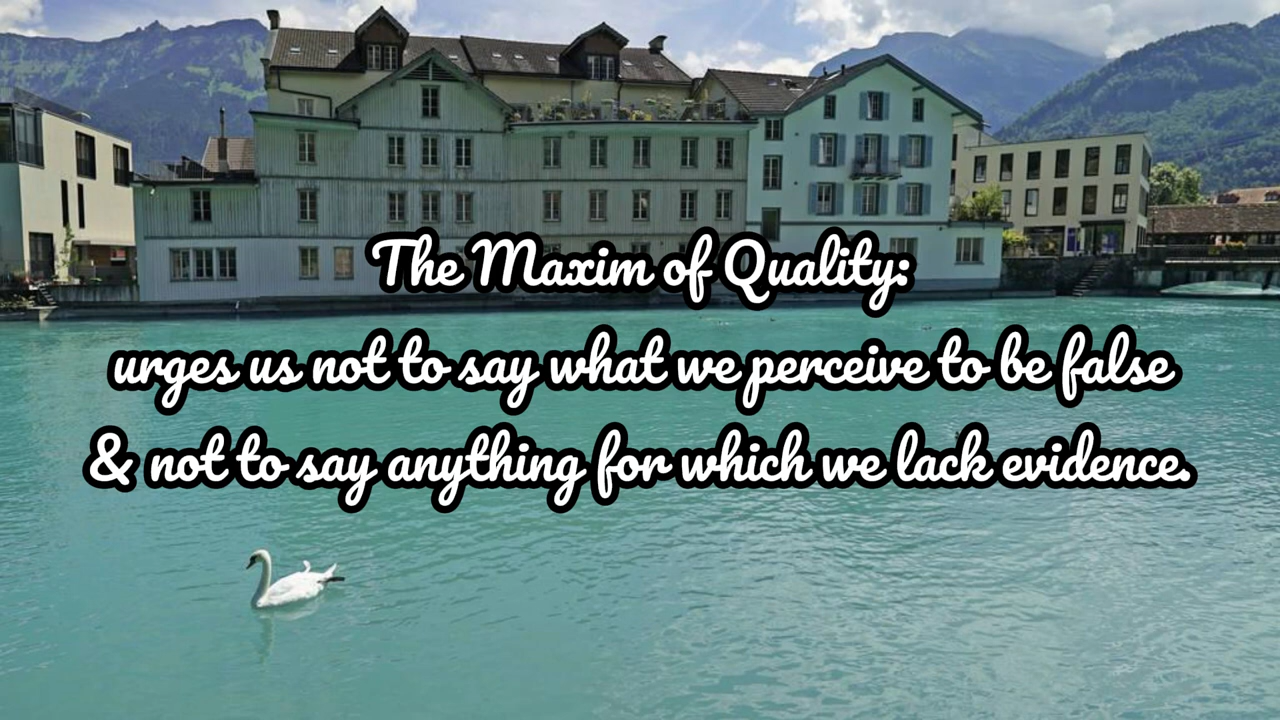 The Maxim of Quality:
urges us not to say what we perceive to be false
& not to say anything for which we lack evidence.